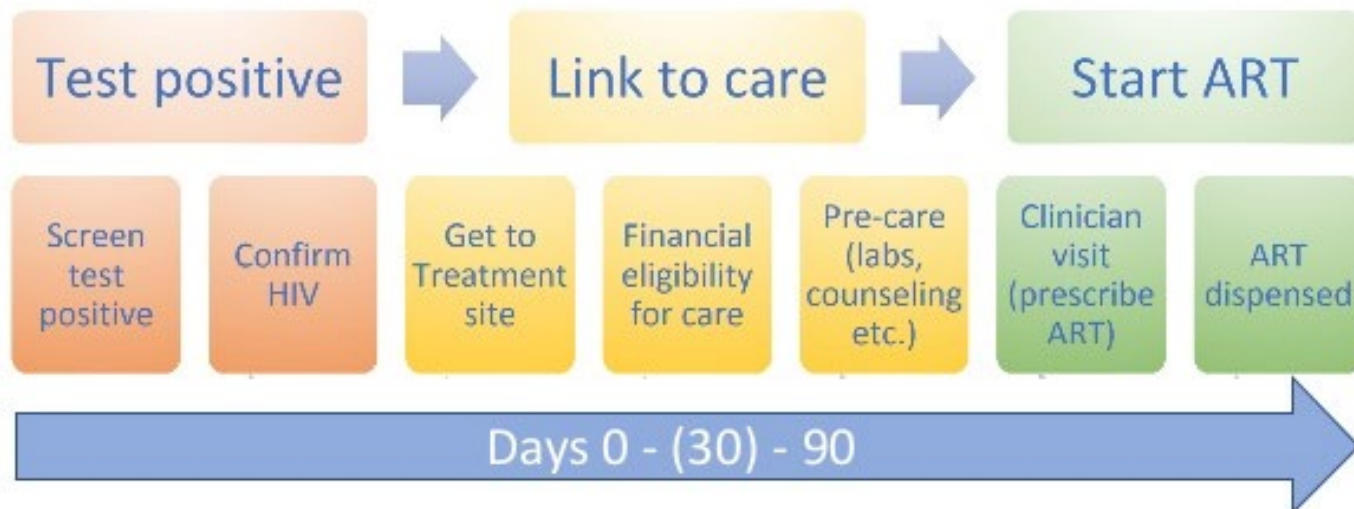 Test positive
Link to care
Start ART
Screen
test
positive
Confirm
HIV
Get to
Treatment
site
Financial
eligibility
for care
Pre-care
(labs,
counseling
etc.)
Clinician
visit
(prescribe
ART)
ART
dispensed
Days 0 - (30) - 90